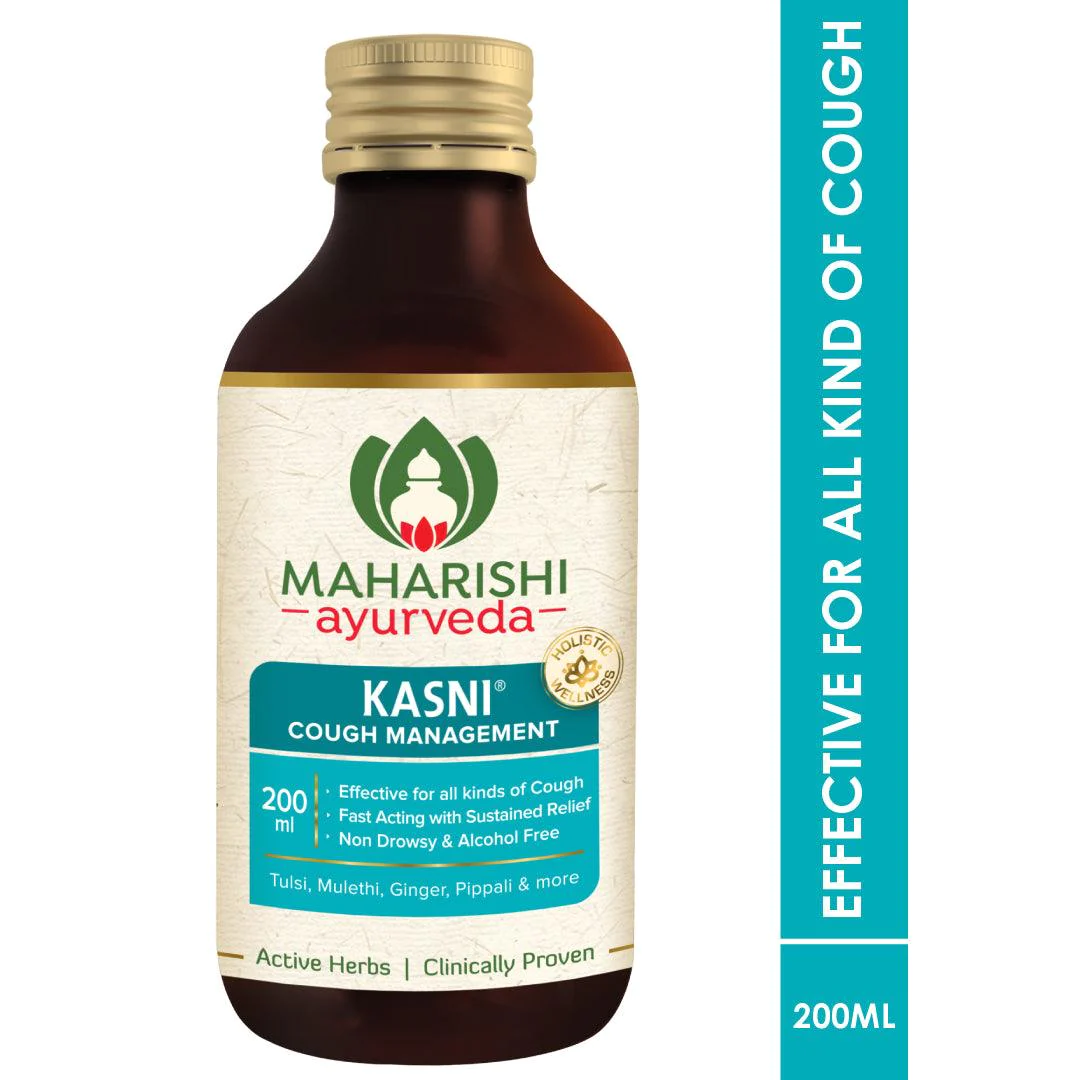 MAHARISHI
ayurveda
HOLISTIC
WELLNESS
KASNI®
COUGH MANAGEMENT
200
ml
· Effective for all kinds of Cough
· Fast Acting with Sustained Relief
· Non Drowsy & Alcohol Free
Tulsi, Mulethi, Ginger, Pippali & more
Active Herbs | Clinically Proven
EFFECTIVE FOR ALL KIND OF COUGH
200ML